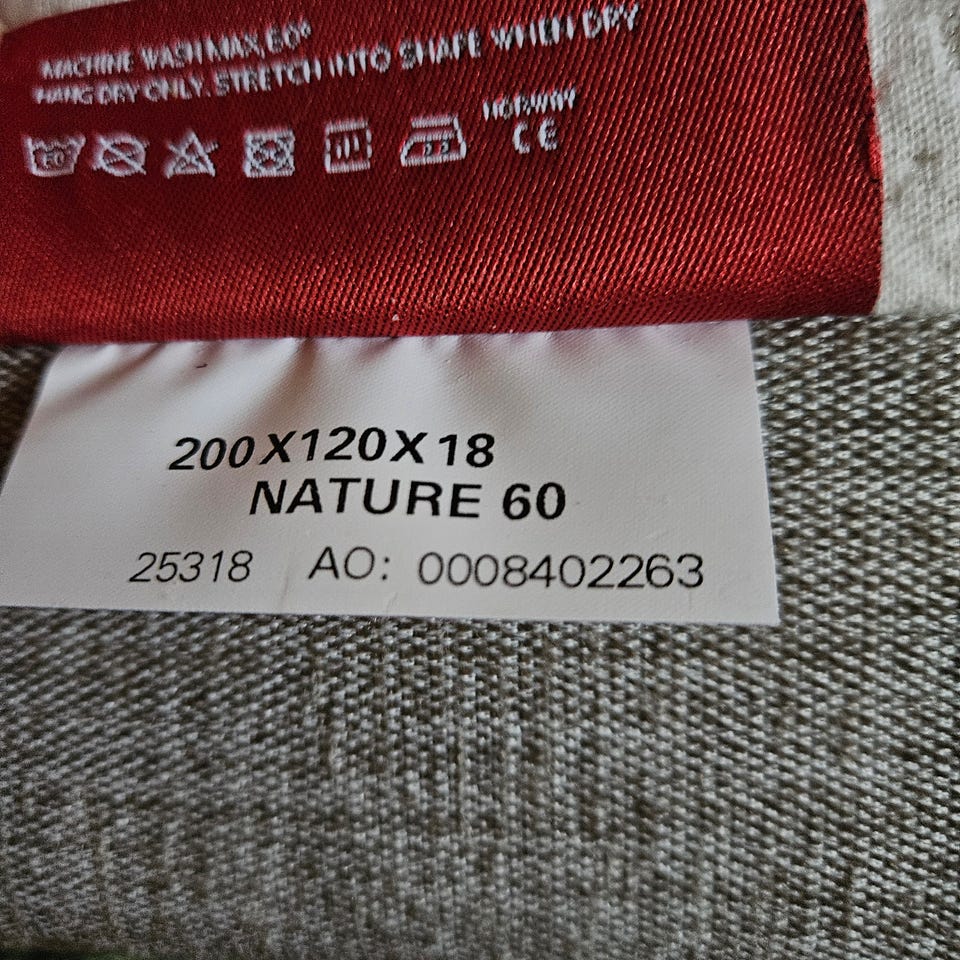 MACHINE WASH MAX 60°
HANG DRY ONLY. STRETCH INTO SHAPE WHEN DRY
NORWAY
60
CE
200X120X18
NATURE 60
25318 AO: 0008402263